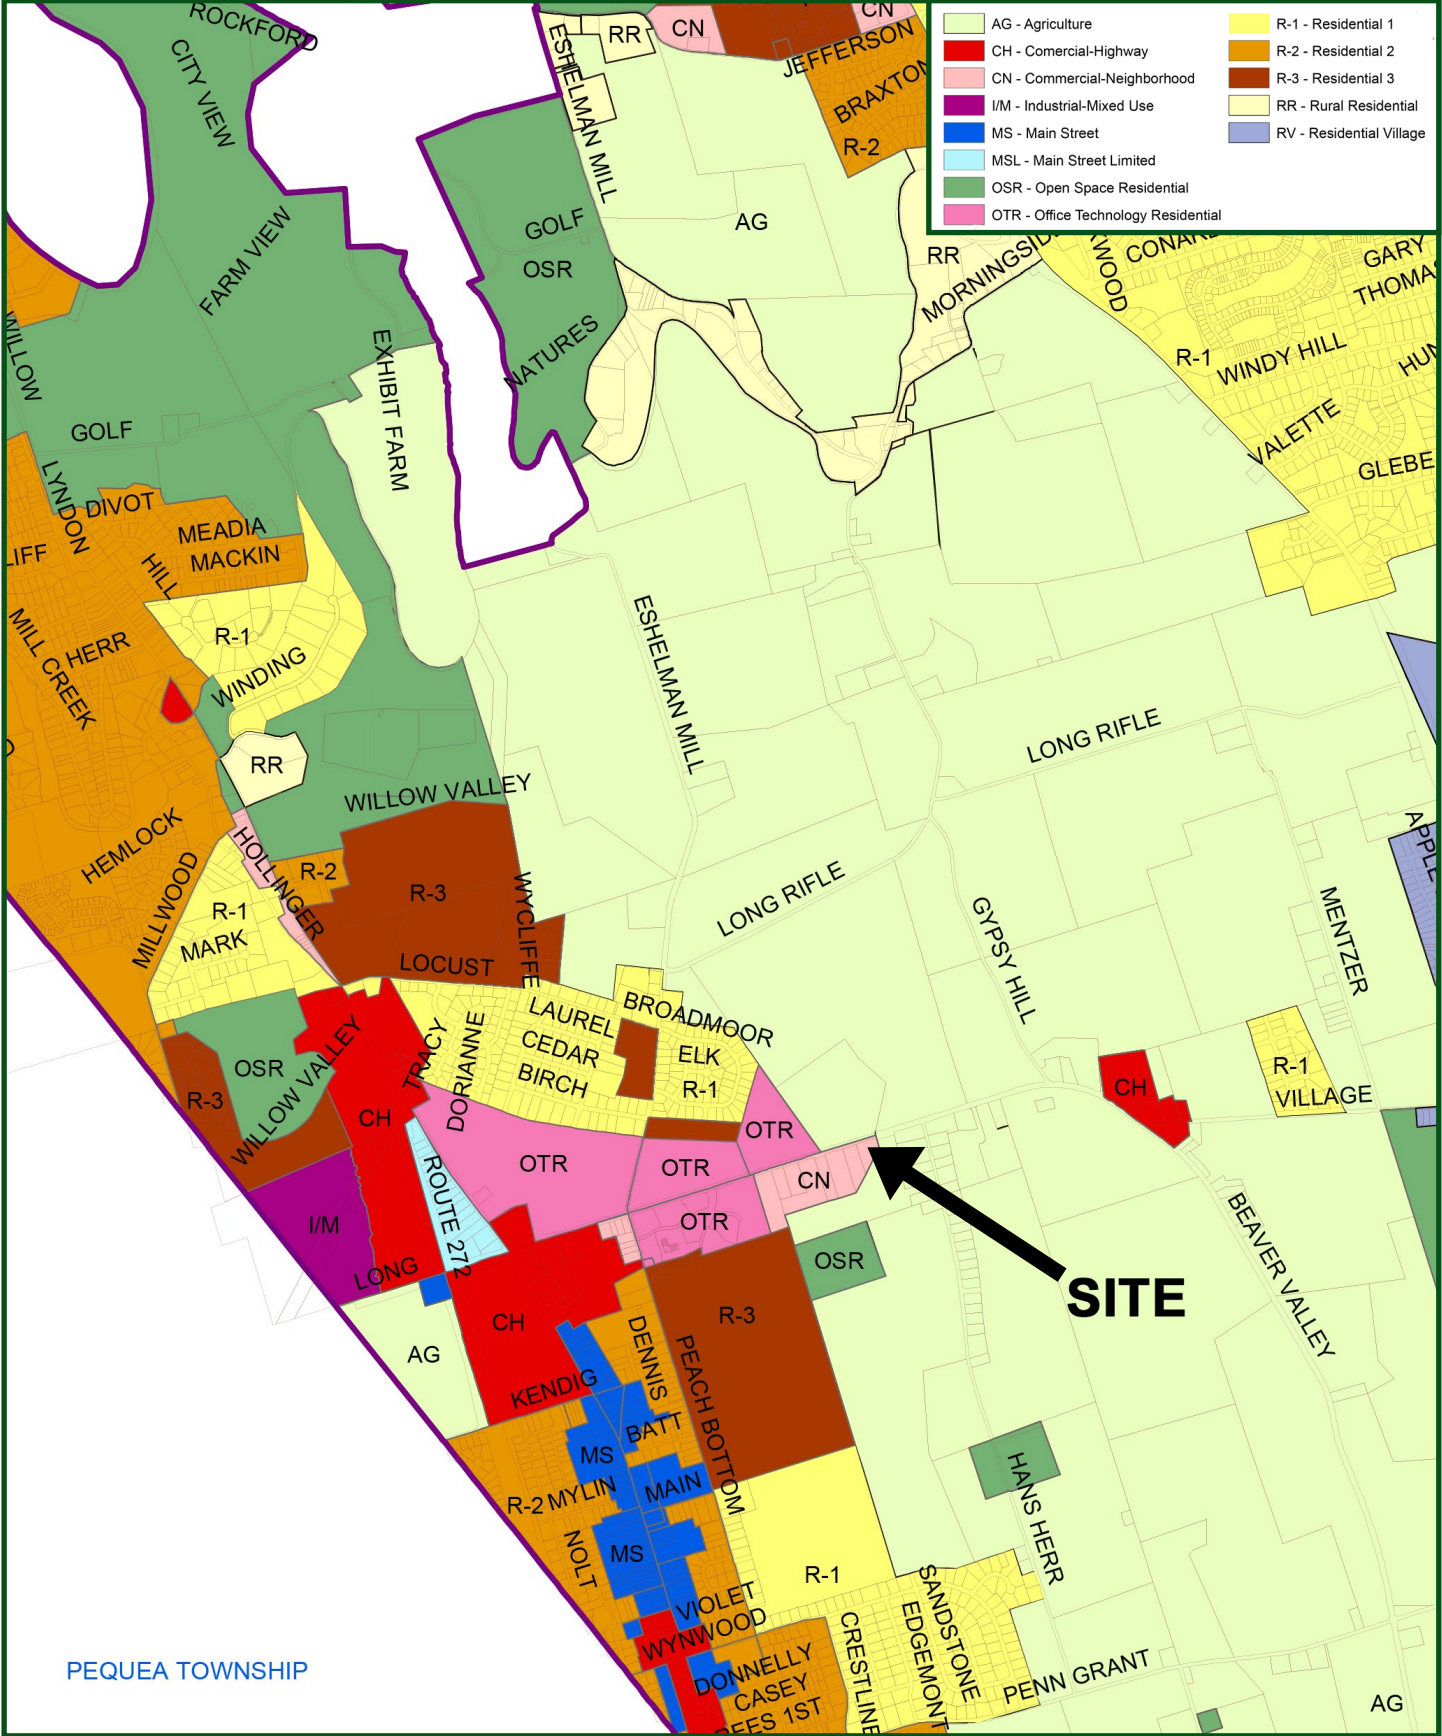 AG - Agriculture
CH - Comercial-Highway
CN - Commercial-Neighborhood
I/M - Industrial-Mixed Use
MS - Main Street
MSL - Main Street Limited
OSR - Open Space Residential
OTR - Office Technology Residential
R-1 - Residential 1
R-2 - Residential 2
R-3 - Residential 3
RR - Rural Residential
RV - Residential Village
ROCKFORD
CITY VIEW
ESHELMAN MILL
RR
CN
CN
JEFFERSON
BRAXTON
R-2
FARM VIEW
GOLF
OSR
AG
RR
MORNINGSIDE
WOOD
CONARD
GARY
THOMA
WILLOW
EXHIBIT FARM
NATURES
R-1
WINDY HILL
HUN
VALETTE
GLEBE
GOLF
LYNDON
DIVOT
MEADIA
MACKIN
LIFF
HILL
MILL CREEK
HERR
R-1
WINDING
ESHELMAN MILL
LONG RIFLE
RR
WILLOW VALLEY
HEMLOCK
HOLLINGER
R-2
R-3
WYCLIFFE
LONG RIFLE
APPLE
MILLWOOD
R-1
MARK
LOCUST
GYPSY HILL
MENTZER
LAUREL
BROADMOOR
TRACY
DORIANNE
CEDAR
BIRCH
ELK
R-1
OSR
WILLOW VALLEY
R-3
CH
CH
R-1
VILLAGE
OTR
OTR
OTR
CN
ROUTE 272
OTR
I/M
LONG
OSR
BEAVER VALLEY
SITE
CH
R-3
AG
DENNIS
PEACH BOTTOM
KENDIG
BATT
MS
MAIN
R-2
MYLIN
HANS HERR
NOLT
MS
R-1
VIOLET
WYNWOOD
SANDSTONE
EDGEMONT
CRESTLINE
DONNELLY
CASEY
BEES 1ST
PENN GRANT
PEQUEA TOWNSHIP
AG